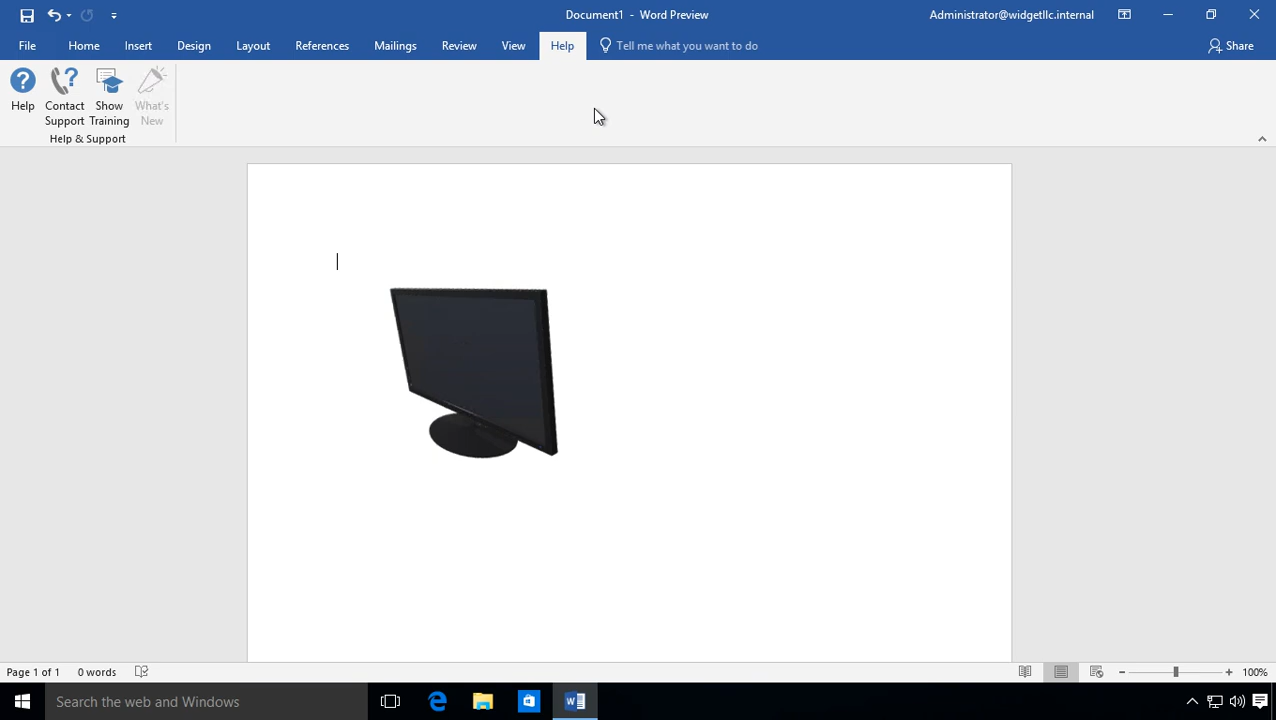 Document1 - Word Preview
Administrator@widgetllc.internal
File Home Insert Design Layout References Mailings Review View Help Tell me what you want to do Share
Help Contact Support Show Training What's New
Help & Support
Page 1 of 1 0 words 100%
Search the web and Windows